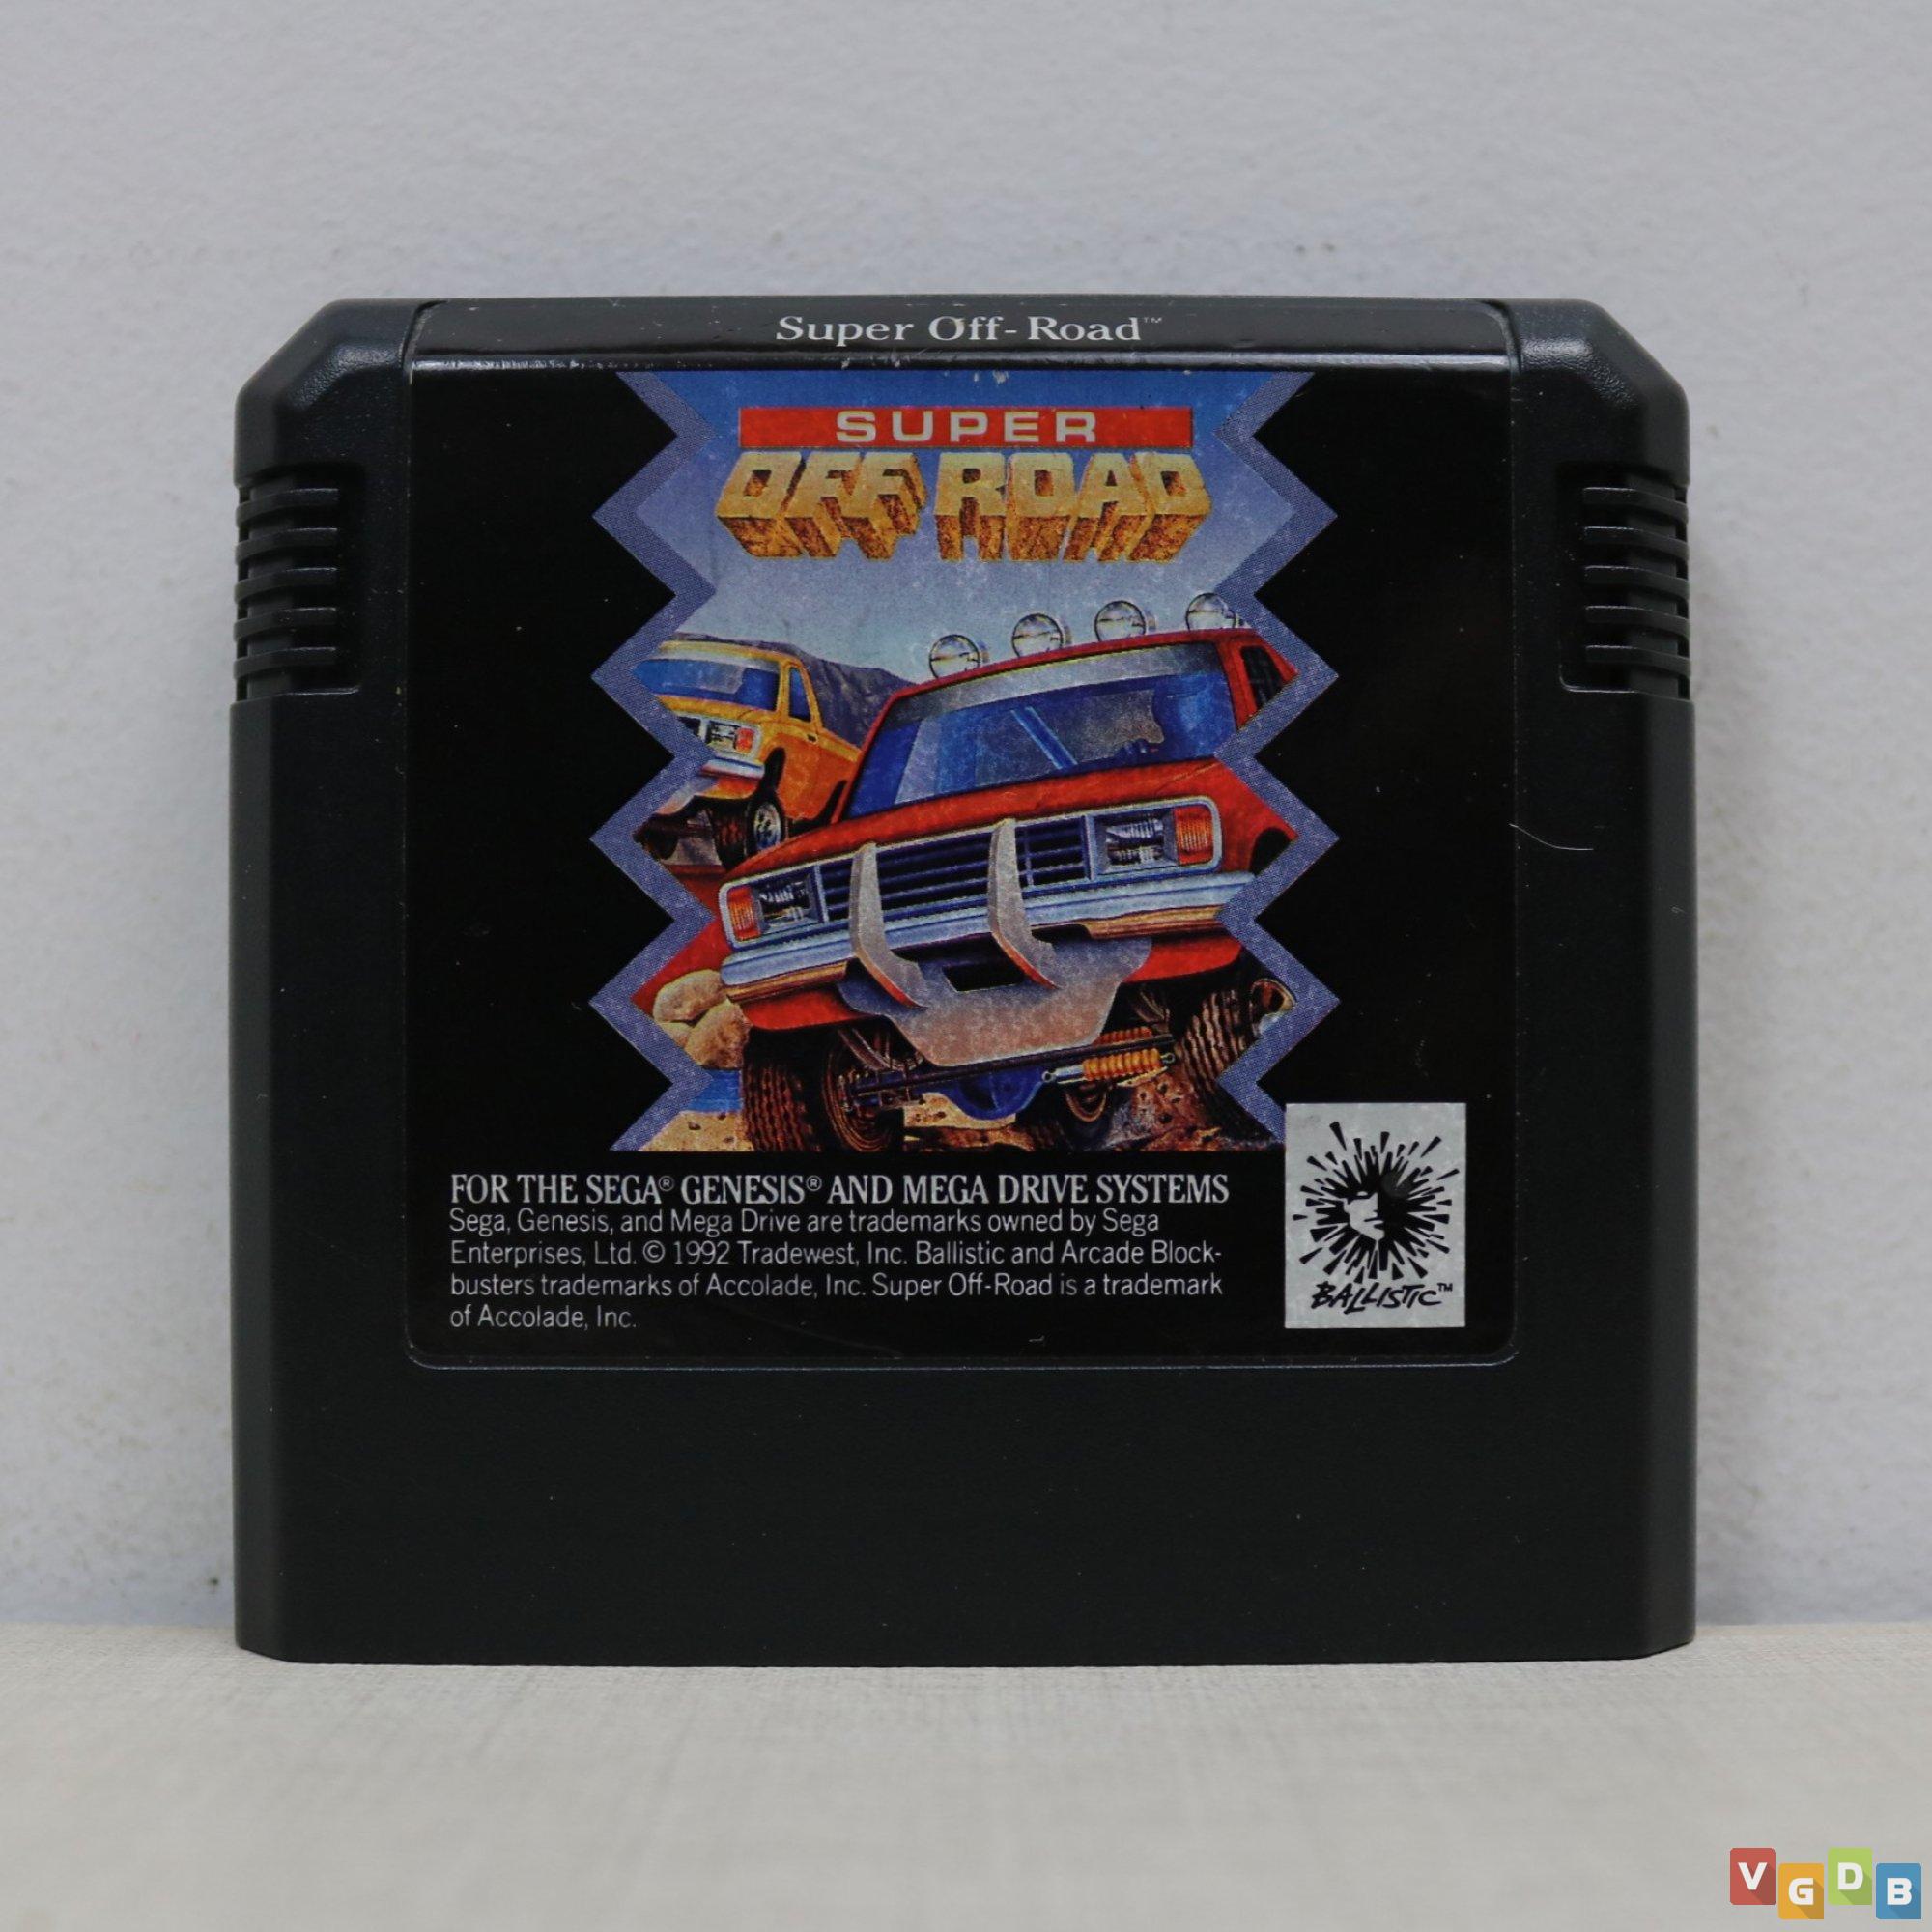 Super Off-Road™
SUPER
OFF ROAD
FOR THE SEGA® GENESIS® AND MEGA DRIVE SYSTEMS
Sega, Genesis, and Mega Drive are trademarks owned by Sega
Enterprises, Ltd. © 1992 Tradewest, Inc. Ballistic and Arcade Block-
busters trademarks of Accolade, Inc. Super Off-Road is a trademark
of Accolade, Inc.
BALLISTIC™
VGDB